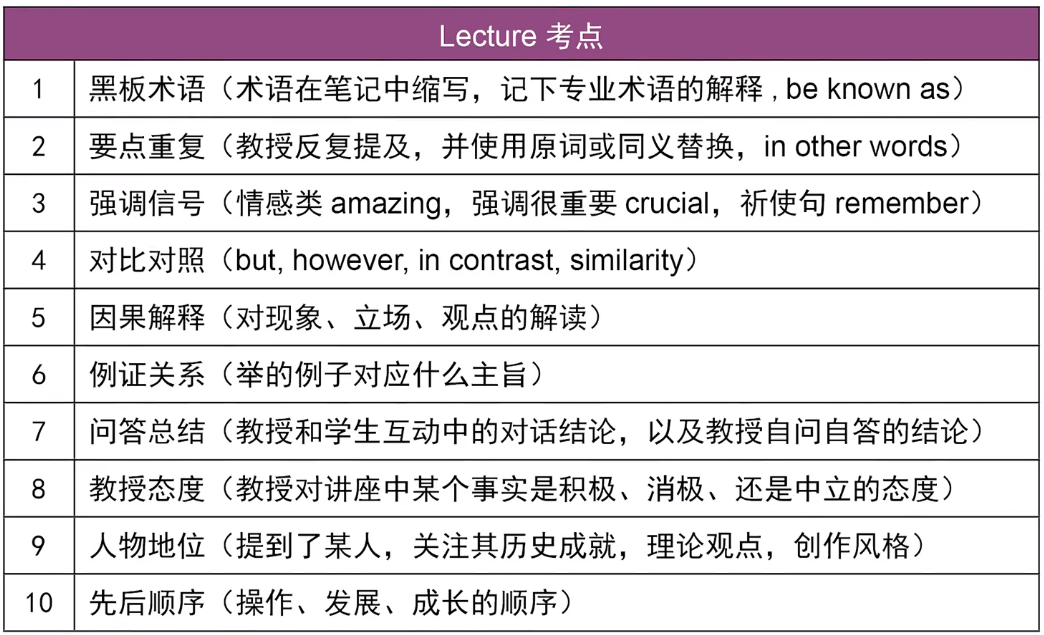 Lecture 考点
1 黑板术语（术语在笔记中缩写，记下专业术语的解释 , be known as）
2 要点重复（教授反复提及，并使用原词或同义替换，in other words）
3 强调信号（情感类 amazing，强调很重要 crucial，祈使句 remember）
4 对比对照（but, however, in contrast, similarity）
5 因果解释（对现象、立场、观点的解读）
6 例证关系（举的例子对应什么主旨）
7 问答总结（教授和学生互动中的对话结论，以及教授自问自答的结论）
8 教授态度（教授对讲座中某个事实是积极、消极、还是中立的态度）
9 人物地位（提到了某人，关注其历史成就，理论观点，创作风格）
10 先后顺序（操作、发展、成长的顺序）